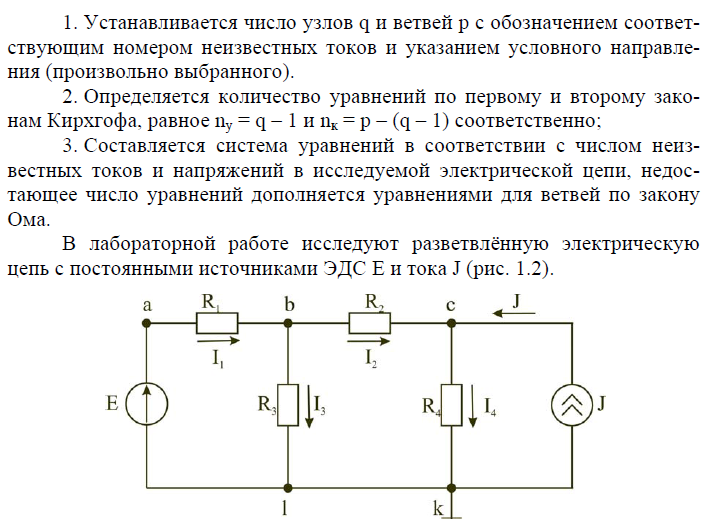 1. Устанавливается число узлов q и ветвей p с обозначением соответ-
ствующим номером неизвестных токов и указанием условного направле-
ния (произвольно выбранного).
2. Определяется количество уравнений по первому и второму зако-
нам Кирхгофа, равное nу = q – 1 и nк = p – (q – 1) соответственно;
3. Составляется система уравнений в соответствии с числом неиз-
вестных токов и напряжений в исследуемой электрической цепи, недос-
тающее число уравнений дополняется уравнениями для ветвей по закону
Ома.
В лабораторной работе исследуют разветвлённую электрическую
цепь с постоянными источниками ЭДС E и тока J (рис. 1.2).
a R1 b R2 c J
I1 I2
E R3 I3 R4 I4 J
l k